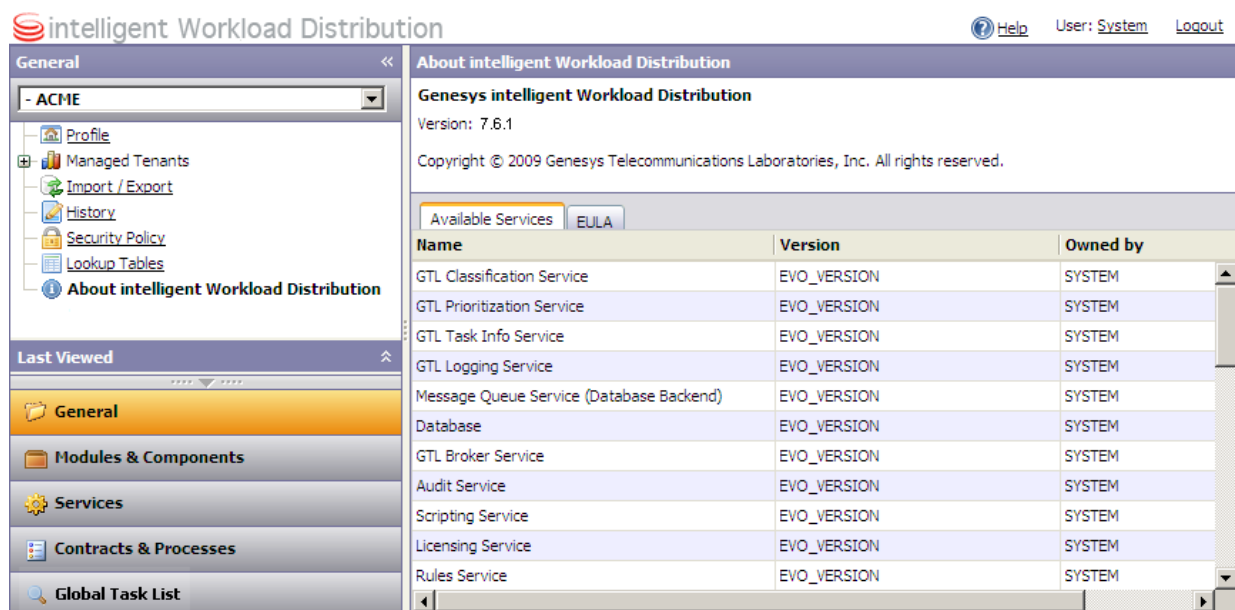 intelligent Workload Distribution
Help User: System Logout
General
- ACME
Profile
Managed Tenants
Import / Export
History
Security Policy
Lookup Tables
About intelligent Workload Distribution
Last Viewed
General
Modules & Components
Services
Contracts & Processes
Global Task List
About intelligent Workload Distribution
Genesys intelligent Workload Distribution
Version: 7.6.1
Copyright © 2009 Genesys Telecommunications Laboratories, Inc. All rights reserved.
Available Services EULA
Name Version Owned by
GTL Classification Service EVO_VERSION SYSTEM
GTL Prioritization Service EVO_VERSION SYSTEM
GTL Task Info Service EVO_VERSION SYSTEM
GTL Logging Service EVO_VERSION SYSTEM
Message Queue Service (Database Backend) EVO_VERSION SYSTEM
Database EVO_VERSION SYSTEM
GTL Broker Service EVO_VERSION SYSTEM
Audit Service EVO_VERSION SYSTEM
Scripting Service EVO_VERSION SYSTEM
Licensing Service EVO_VERSION SYSTEM
Rules Service EVO_VERSION SYSTEM